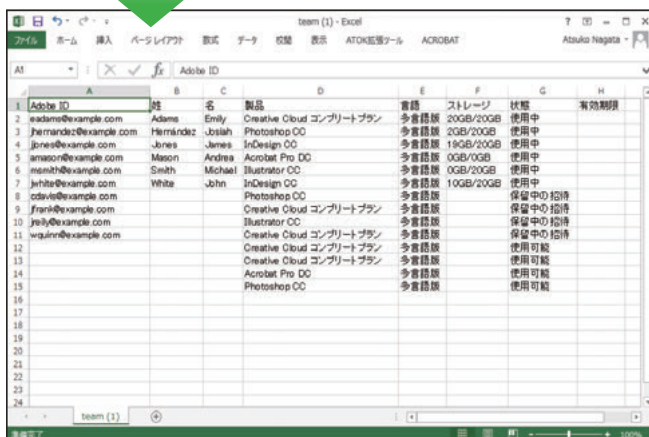 team (1) - Excel
ファイル ホーム 挿入 ページ レイアウト 数式 データ 校閲 表示 ATOK拡張ツール ACROBAT Atsuko Nagata
A1 fx Adobe ID
A B C D E F G H
1 Adobe ID 姓 名 製品 言語 ストレージ 状態 有効期限
2 eadams@example.com Adams Emily Creative Cloud コンプリートプラン 多言語版 20GB/20GB 使用中
3 jhernandez@example.com Hernández Josiah Photoshop CC 多言語版 2GB/20GB 使用中
4 jjones@example.com Jones James InDesign CC 多言語版 19GB/20GB 使用中
5 amason@example.com Mason Andrea Acrobat Pro DC 多言語版 0GB/0GB 使用中
6 msmith@example.com Smith Michael Illustrator CC 多言語版 0GB/20GB 使用中
7 jwhite@example.com White John InDesign CC 多言語版 10GB/20GB 使用中
8 cdavis@example.com Photoshop CC 多言語版 保留中の招待
9 jfrank@example.com Creative Cloud コンプリートプラン 多言語版 保留中の招待
10 jreily@example.com Illustrator CC 多言語版 保留中の招待
11 wquinn@example.com Creative Cloud コンプリートプラン 多言語版 保留中の招待
12 Creative Cloud コンプリートプラン 多言語版 使用可能
13 Creative Cloud コンプリートプラン 多言語版 使用可能
14 Acrobat Pro DC 多言語版 使用可能
15 Photoshop CC 多言語版 使用可能
16
17
18
19
20
21
22
23
24
team (1)
準備完了 100%